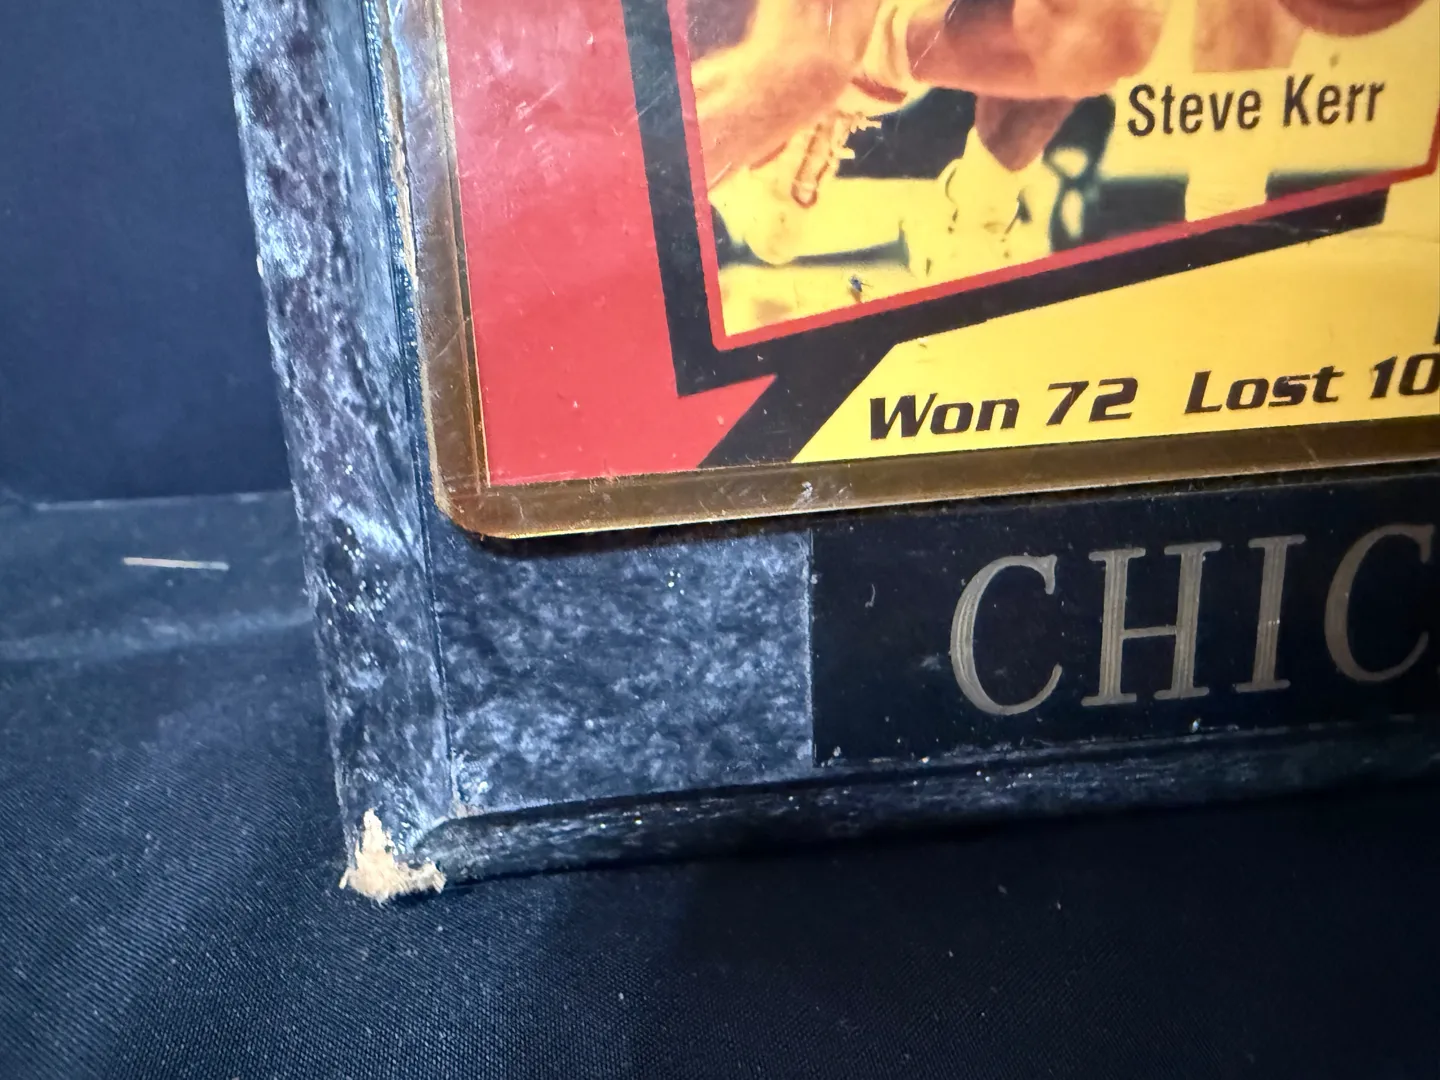 Steve Kerr
Won 72 Lost 10
CHIC